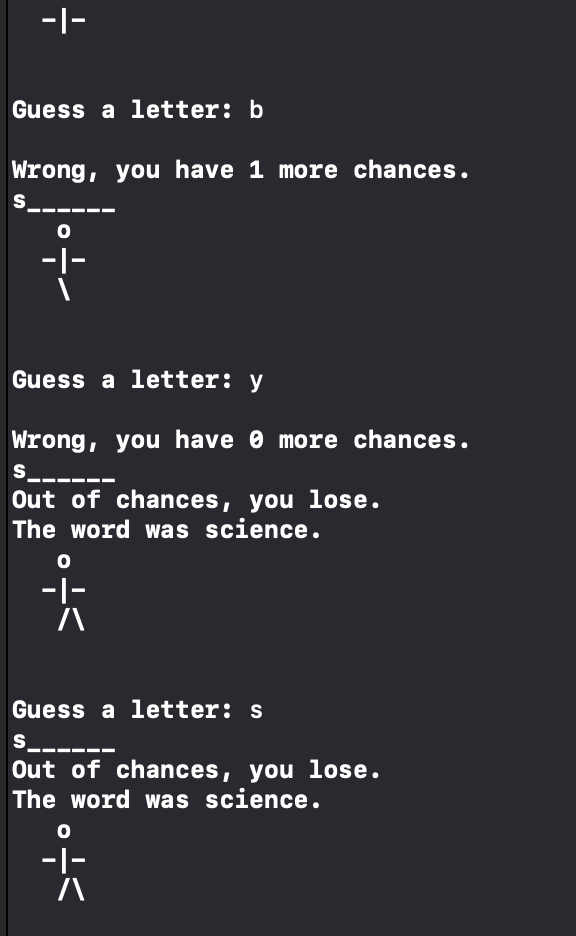 -|-
Guess a letter: b
Wrong, you have 1 more chances.
s______
   o
  -|-
   \
Guess a letter: y
Wrong, you have 0 more chances.
s______
Out of chances, you lose.
The word was science.
   o
  -|-
   /\
Guess a letter: s
s______
Out of chances, you lose.
The word was science.
   o
  -|-
   /\